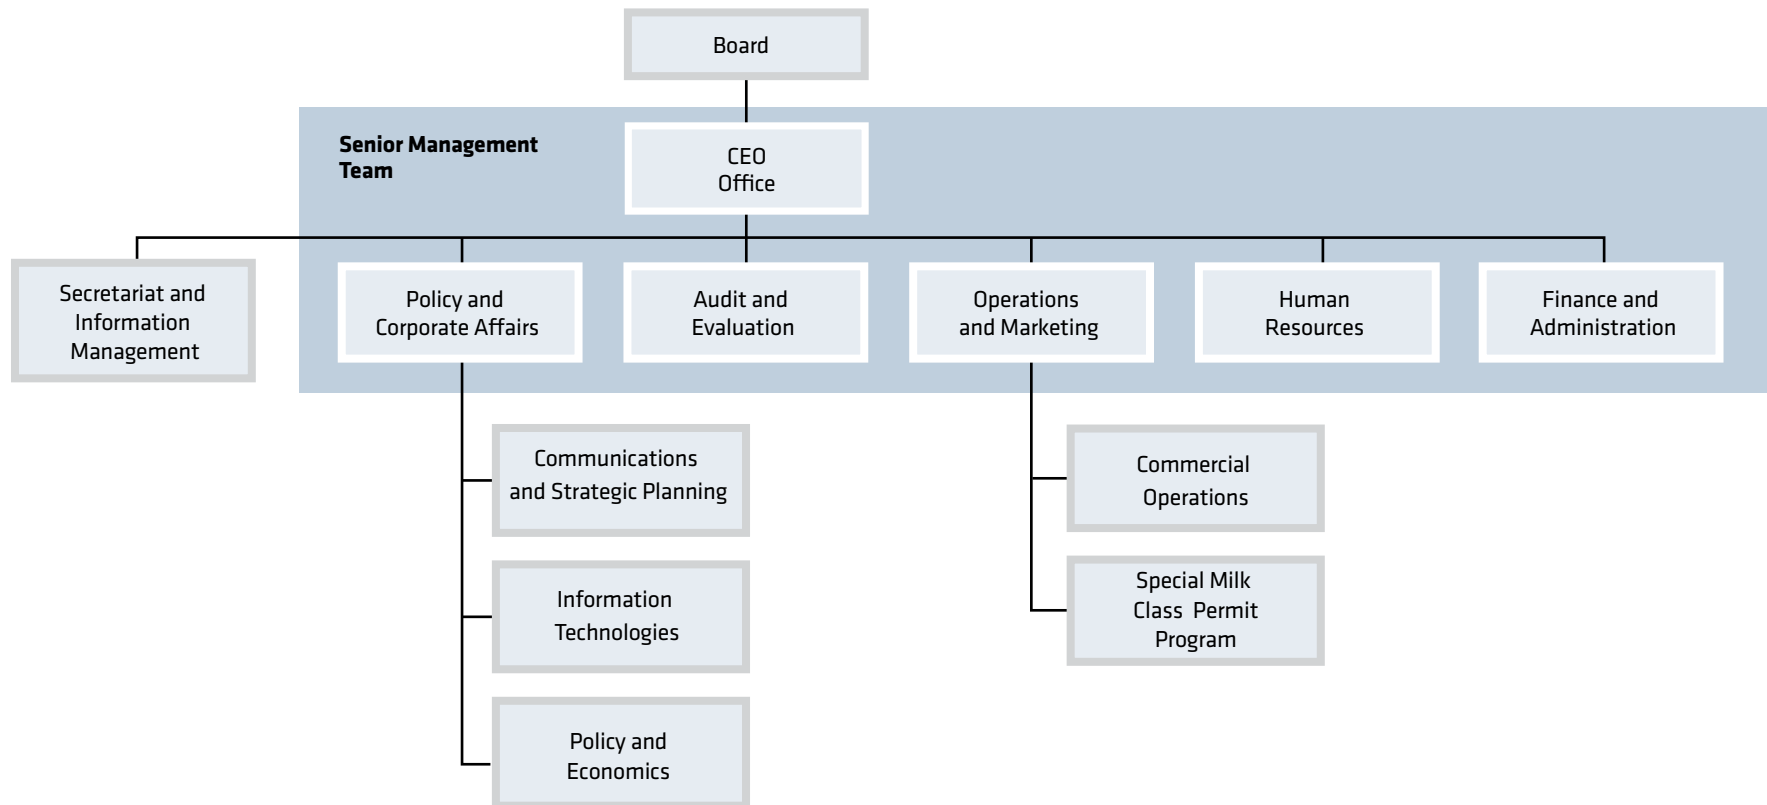 Board
Senior Management
Team
CEO
Office
Secretariat and
Information
Management
Policy and
Corporate Affairs
Audit and
Evaluation
Operations
and Marketing
Human
Resources
Finance and
Administration
Communications
and Strategic Planning
Information
Technologies
Policy and
Economics
Commercial
Operations
Special Milk
Class Permit
Program